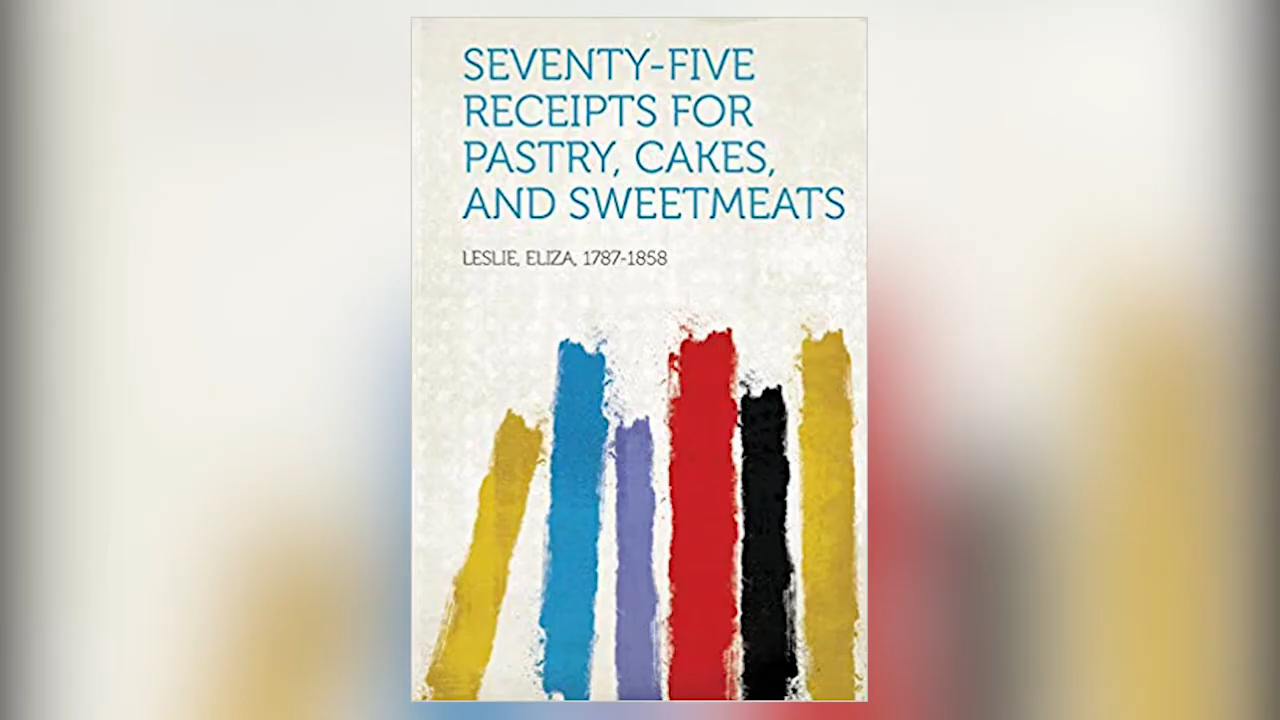 SEVENTY-FIVE
RECEIPTS FOR
PASTRY, CAKES,
AND SWEETMEATS
LESLIE, ELIZA, 1787-1858